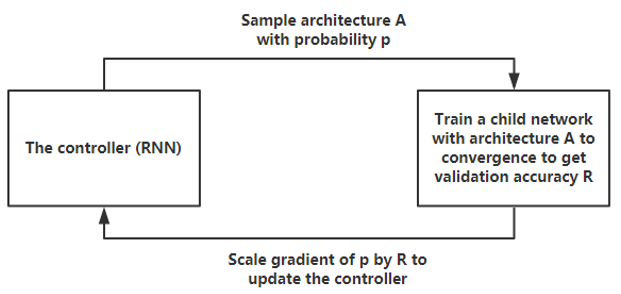 Sample architecture A
with probability p
The controller (RNN)
Train a child network
with architecture A to
convergence to get
validation accuracy R
Scale gradient of p by R to
update the controller